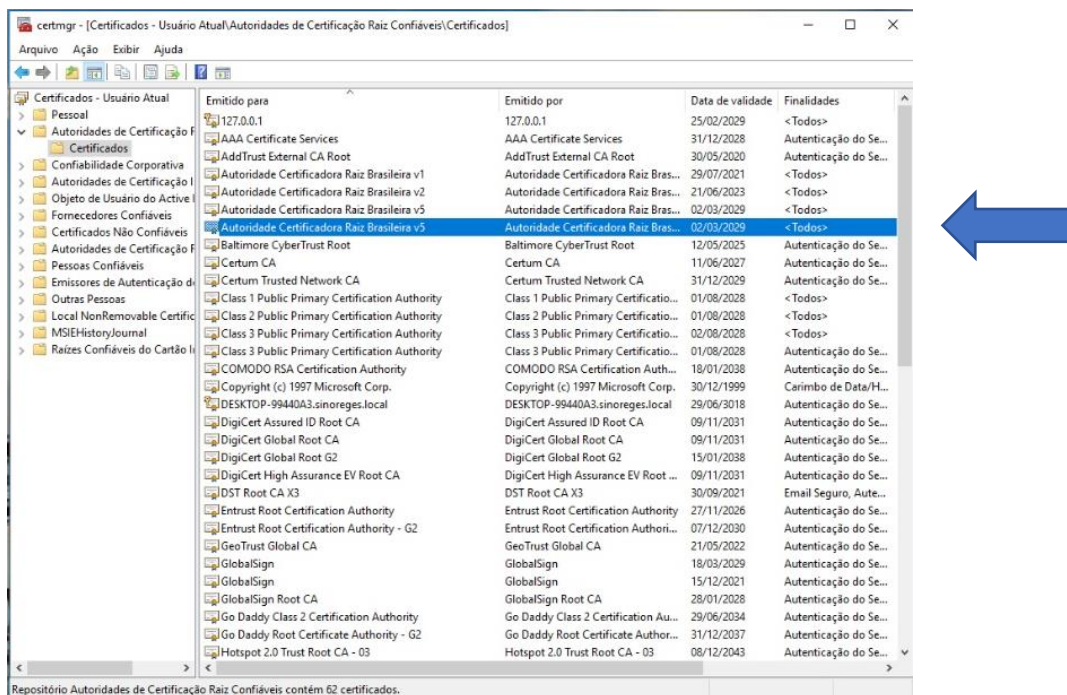 certmgr - [Certificados - Usuário Atual\Autoridades de Certificação Raiz Confiáveis\Certificados]
Arquivo Ação Exibir Ajuda
Certificados - Usuário Atual
Pessoal
Autoridades de Certificação F
Certificados
Confiabilidade Corporativa
Autoridades de Certificação I
Objeto de Usuário do Active I
Fornecedores Confiáveis
Certificados Não Confiáveis
Autoridades de Certificação F
Pessoas Confiáveis
Emissores de Autenticação de
Outras Pessoas
Local NonRemovable Certific
MSIEHistoryJournal
Raízes Confiáveis do Cartão In
Emitido para Emitido por Data de validade Finalidades
127.0.0.1 127.0.0.1 25/02/2029 <Todos>
AAA Certificate Services AAA Certificate Services 31/12/2028 Autenticação do Se...
AddTrust External CA Root AddTrust External CA Root 30/05/2020 Autenticação do Se...
Autoridade Certificadora Raiz Brasileira v1 Autoridade Certificadora Raiz Bras... 29/07/2021 <Todos>
Autoridade Certificadora Raiz Brasileira v2 Autoridade Certificadora Raiz Bras... 21/06/2023 <Todos>
Autoridade Certificadora Raiz Brasileira v5 Autoridade Certificadora Raiz Bras... 02/03/2029 <Todos>
Autoridade Certificadora Raiz Brasileira v5 Autoridade Certificadora Raiz Bras... 02/03/2029 <Todos>
Baltimore CyberTrust Root Baltimore CyberTrust Root 12/05/2025 Autenticação do Se...
Certum CA Certum CA 11/06/2027 Autenticação do Se...
Certum Trusted Network CA Certum Trusted Network CA 31/12/2029 Autenticação do Se...
Class 1 Public Primary Certification Authority Class 1 Public Primary Certificatio... 01/08/2028 <Todos>
Class 2 Public Primary Certification Authority Class 2 Public Primary Certificatio... 01/08/2028 <Todos>
Class 3 Public Primary Certification Authority Class 3 Public Primary Certificatio... 02/08/2028 <Todos>
Class 3 Public Primary Certification Authority Class 3 Public Primary Certificatio... 01/08/2028 Autenticação do Se...
COMODO RSA Certification Authority COMODO RSA Certification Auth... 18/01/2038 Autenticação do Se...
Copyright (c) 1997 Microsoft Corp. Copyright (c) 1997 Microsoft Corp. 30/12/1999 Carimbo de Data/H...
DESKTOP-99440A3.sinoreges.local DESKTOP-99440A3.sinoreges.local 29/06/3018 Autenticação do Se...
DigiCert Assured ID Root CA DigiCert Assured ID Root CA 09/11/2031 Autenticação do Se...
DigiCert Global Root CA DigiCert Global Root CA 09/11/2031 Autenticação do Se...
DigiCert Global Root G2 DigiCert Global Root G2 15/01/2038 Autenticação do Se...
DigiCert High Assurance EV Root CA DigiCert High Assurance EV Root ... 09/11/2031 Autenticação do Se...
DST Root CA X3 DST Root CA X3 30/09/2021 Email Seguro, Aute...
Entrust Root Certification Authority Entrust Root Certification Authority 27/11/2026 Autenticação do Se...
Entrust Root Certification Authority - G2 Entrust Root Certification Authori... 07/12/2030 Autenticação do Se...
GeoTrust Global CA GeoTrust Global CA 21/05/2022 Autenticação do Se...
GlobalSign GlobalSign 18/03/2029 Autenticação do Se...
GlobalSign GlobalSign 15/12/2021 Autenticação do Se...
GlobalSign Root CA GlobalSign Root CA 28/01/2028 Autenticação do Se...
Go Daddy Class 2 Certification Authority Go Daddy Class 2 Certification Au... 29/06/2034 Autenticação do Se...
Go Daddy Root Certificate Authority - G2 Go Daddy Root Certificate Author... 31/12/2037 Autenticação do Se...
Hotspot 2.0 Trust Root CA - 03 Hotspot 2.0 Trust Root CA - 03 08/12/2043 Autenticação do Se...
Repositório Autoridades de Certificação Raiz Confiáveis contém 62 certificados.